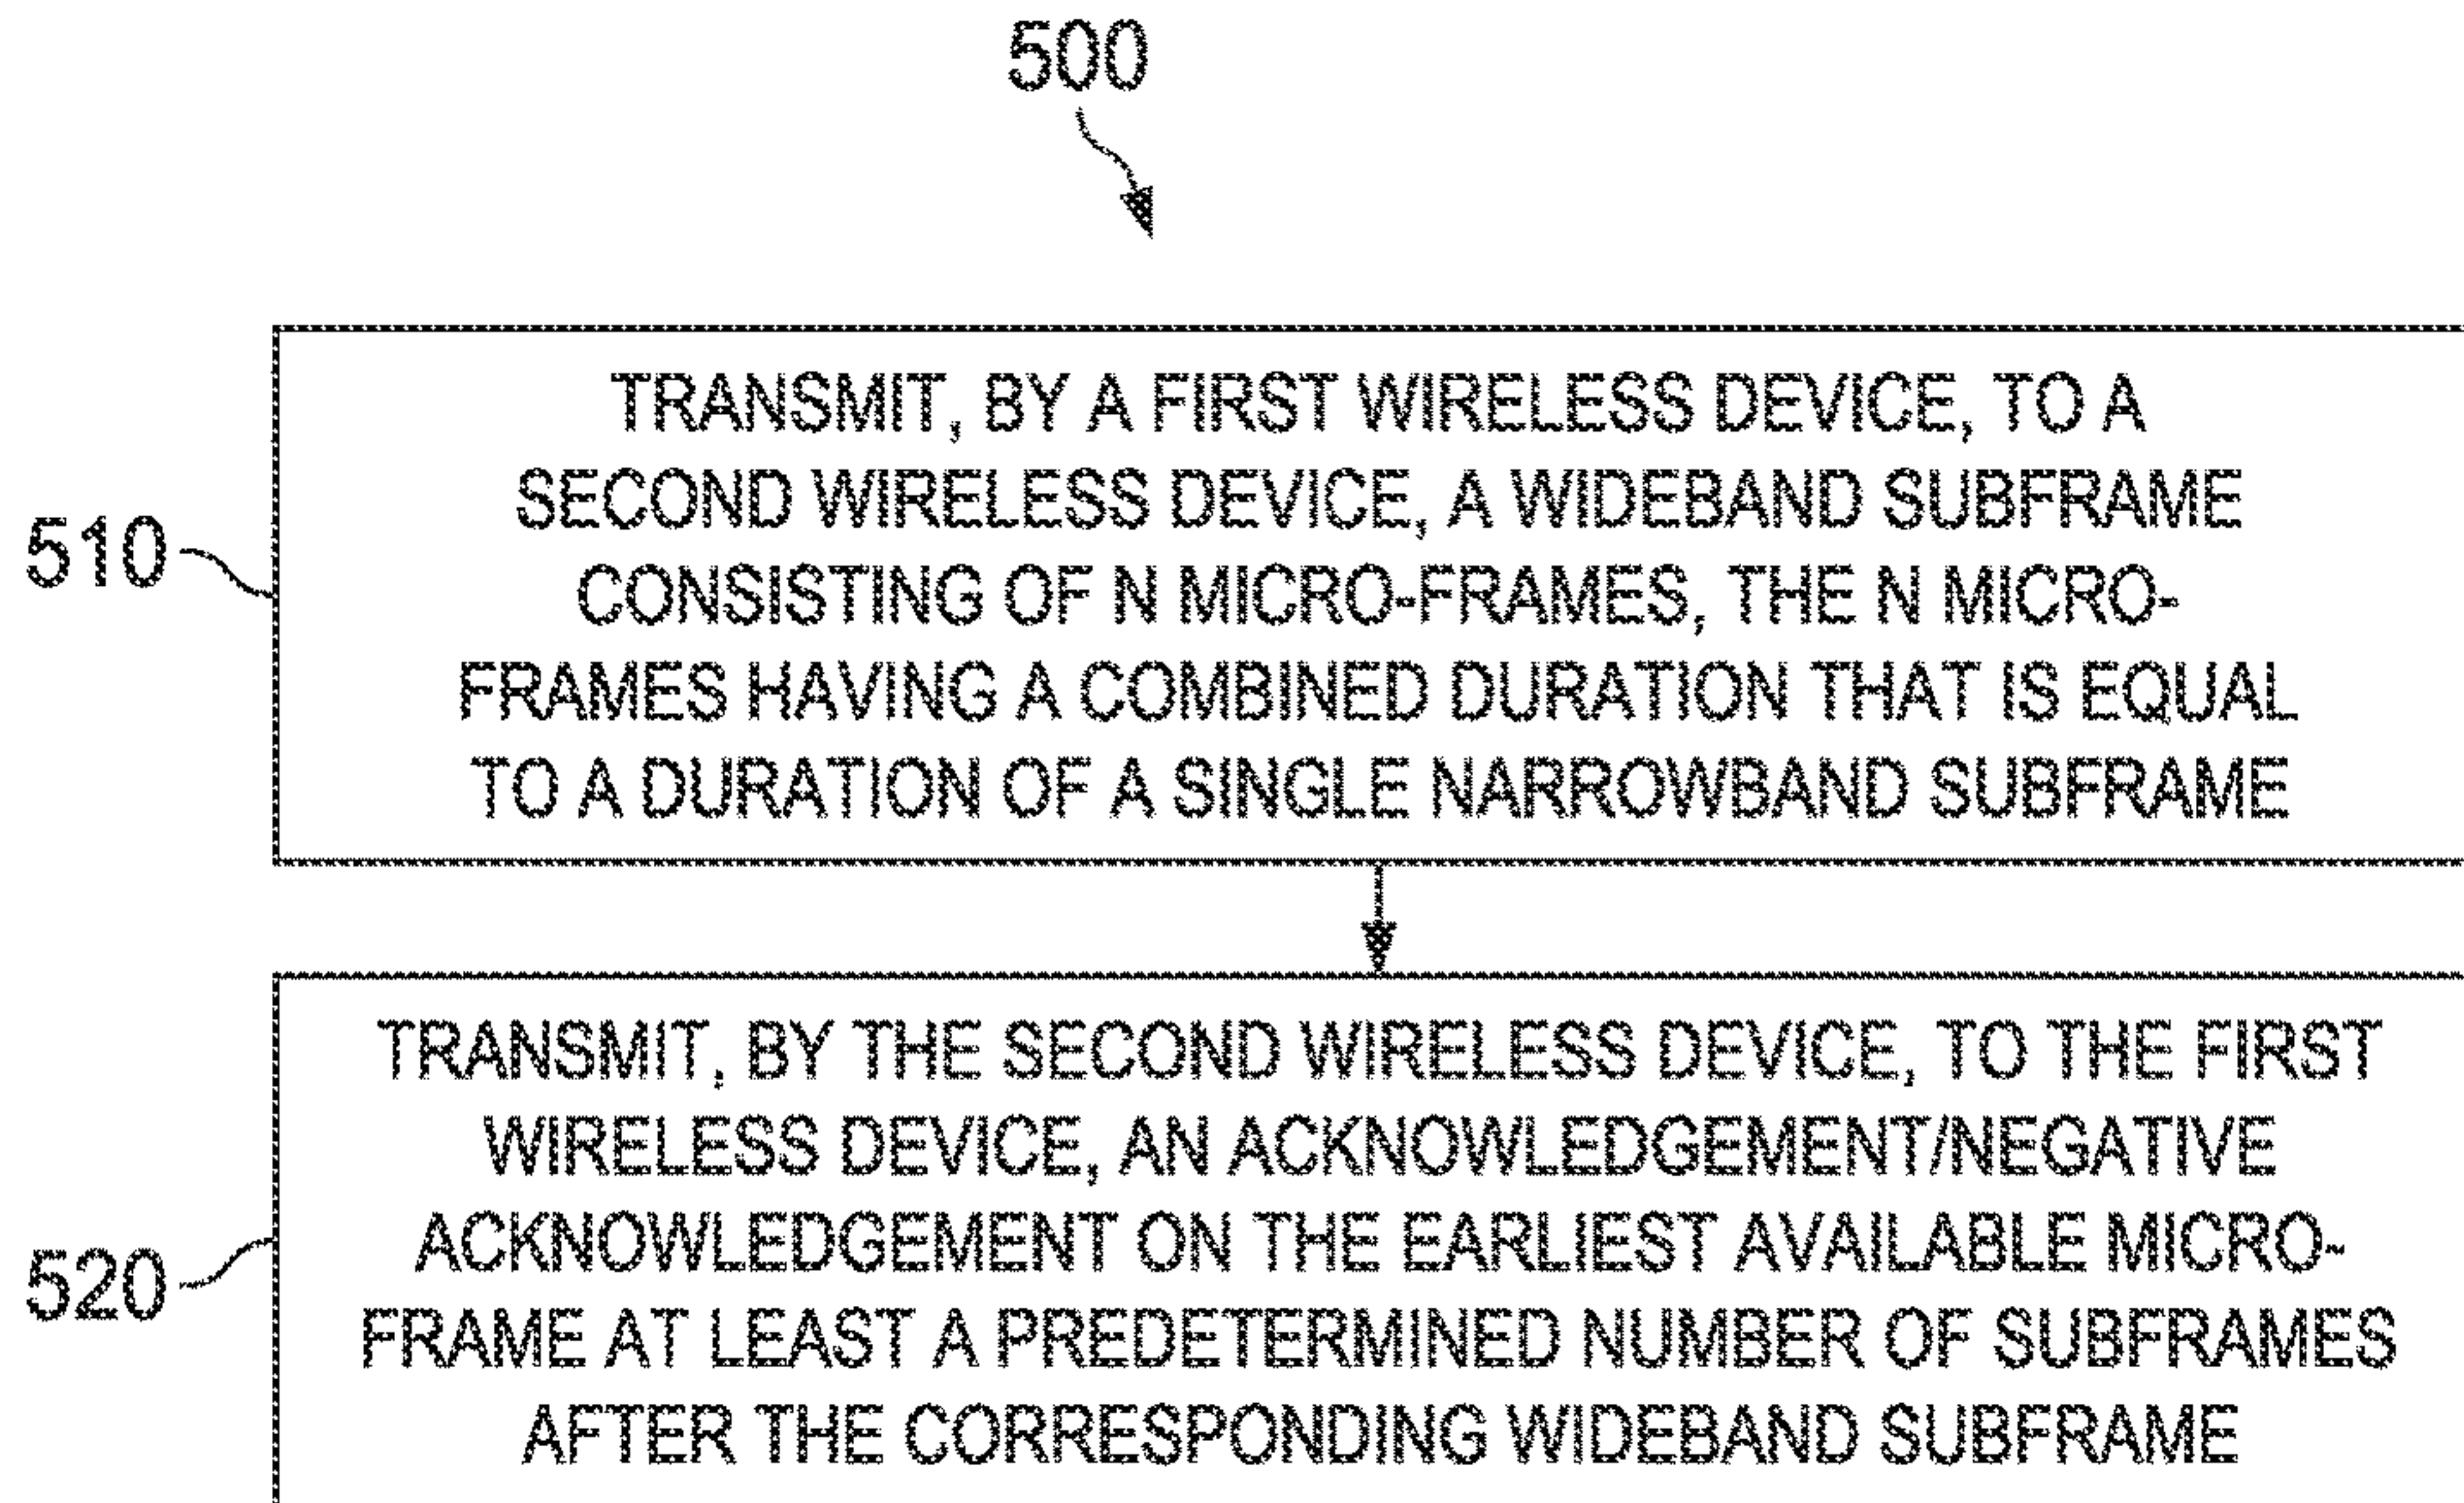 500
510
TRANSMIT, BY A FIRST WIRELESS DEVICE, TO A
SECOND WIRELESS DEVICE, A WIDEBAND SUBFRAME
CONSISTING OF N MICRO-FRAMES, THE N MICRO-
FRAMES HAVING A COMBINED DURATION THAT IS EQUAL
TO A DURATION OF A SINGLE NARROWBAND SUBFRAME
520
TRANSMIT, BY THE SECOND WIRELESS DEVICE, TO THE FIRST
WIRELESS DEVICE, AN ACKNOWLEDGEMENT/NEGATIVE
ACKNOWLEDGEMENT ON THE EARLIEST AVAILABLE MICRO-
FRAME AT LEAST A PREDETERMINED NUMBER OF SUBFRAMES
AFTER THE CORRESPONDING WIDEBAND SUBFRAME